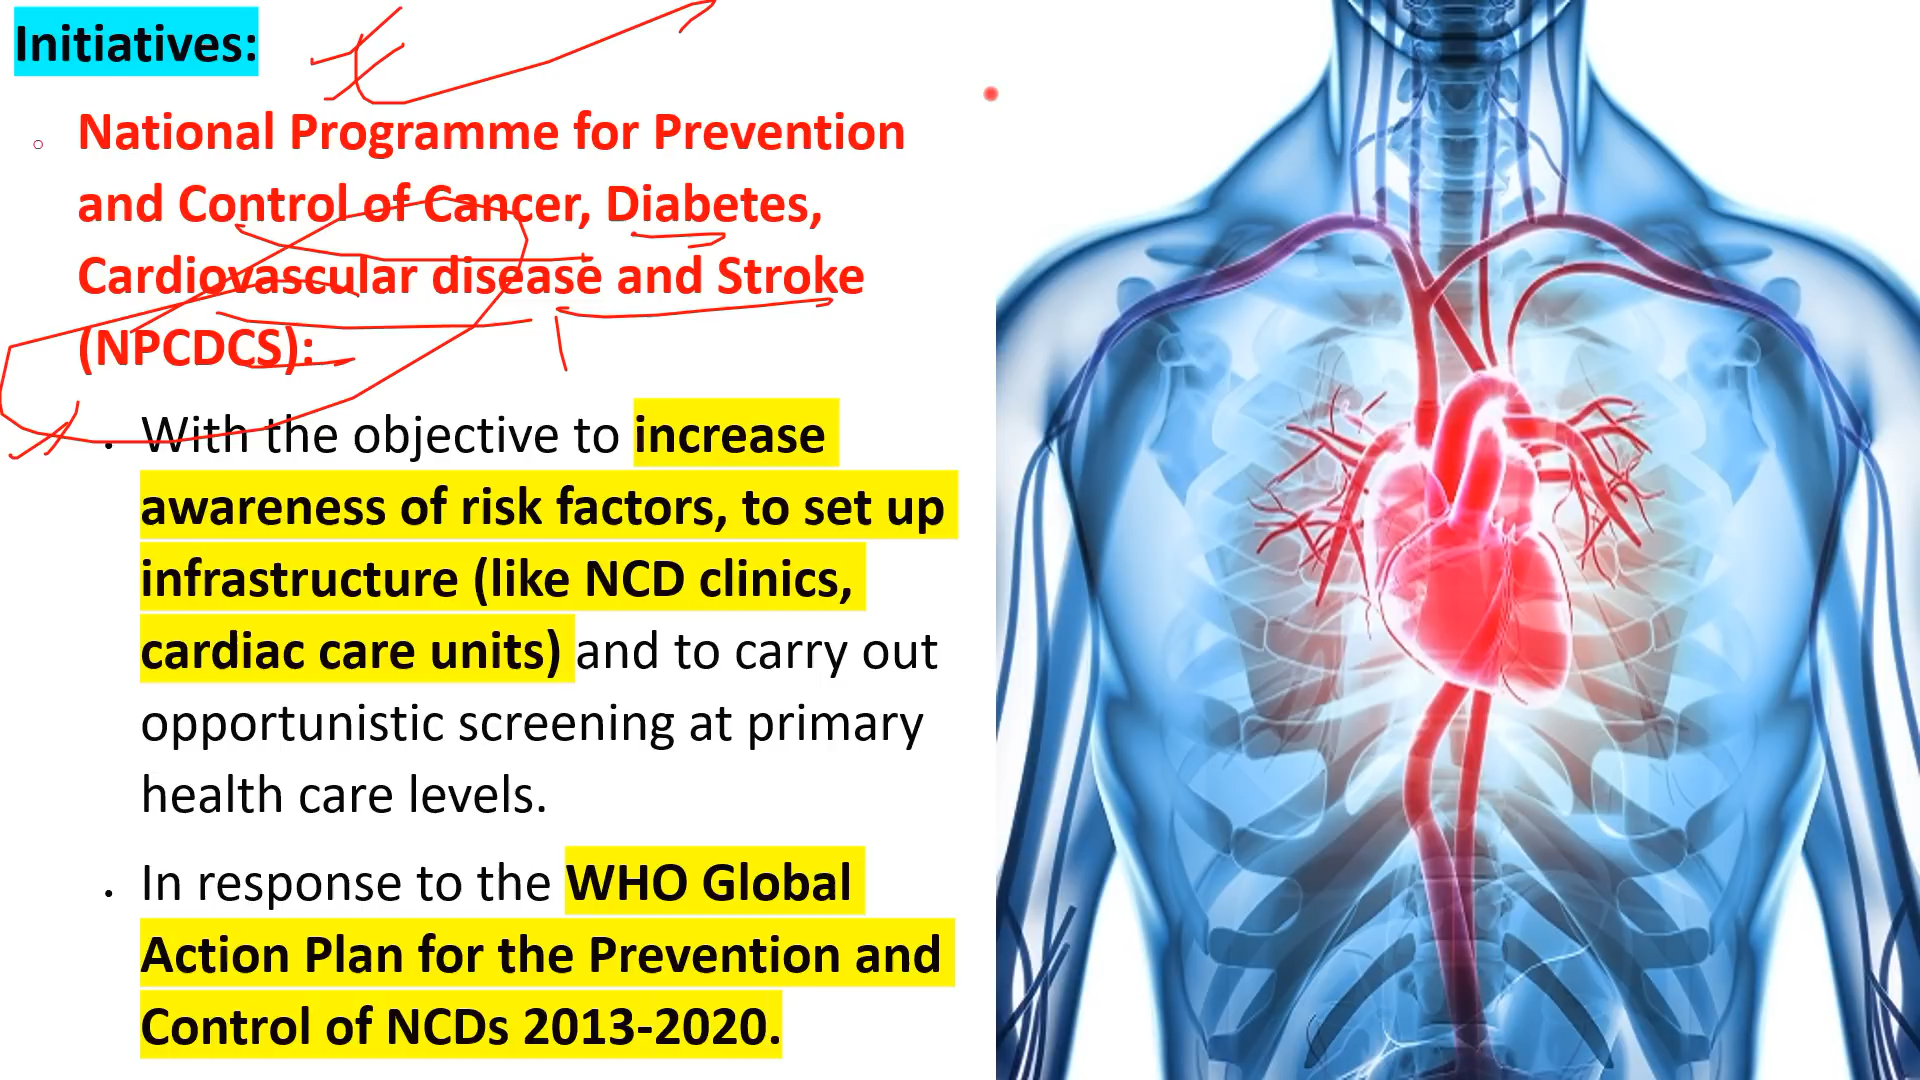 Initiatives:
National Programme for Prevention
and Control of Cancer, Diabetes,
Cardiovascular disease and Stroke
(NPCDCS):
With the objective to increase
awareness of risk factors, to set up
infrastructure (like NCD clinics,
cardiac care units) and to carry out
opportunistic screening at primary
health care levels.
In response to the WHO Global
Action Plan for the Prevention and
Control of NCDs 2013-2020.